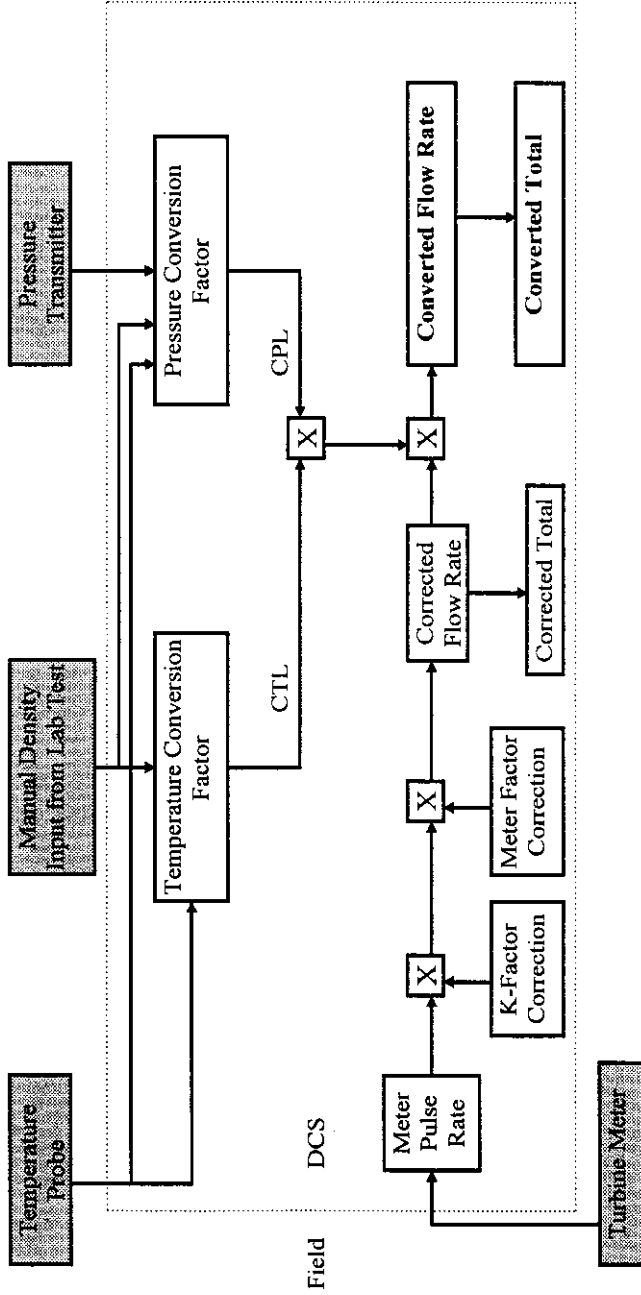 Temperature
Probe
Manual Density
Input from Lab Test
Pressure
Transmitter
Temperature Conversion
Factor
Pressure Conversion
Factor
CTL
CPL
X
Field
DCS
Meter
Pulse
Rate
X
X
Corrected
Flow Rate
X
Converted Flow Rate
K-Factor
Correction
Meter Factor
Correction
Corrected Total
Converted Total
Turbine Meter